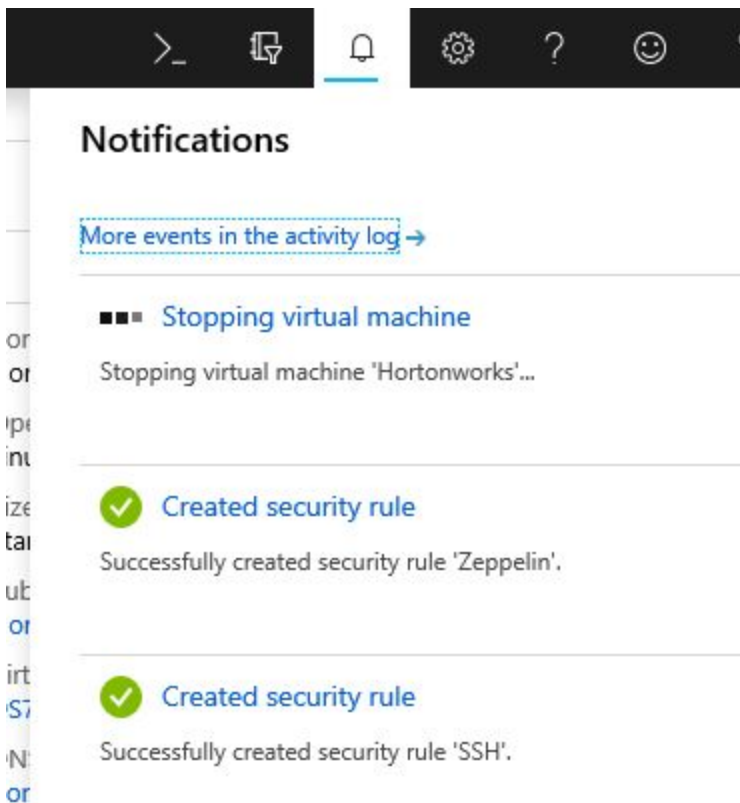 Notifications
More events in the activity log →
Stopping virtual machine
Stopping virtual machine 'Hortonworks'...
Created security rule
Successfully created security rule 'Zeppelin'.
Created security rule
Successfully created security rule 'SSH'.